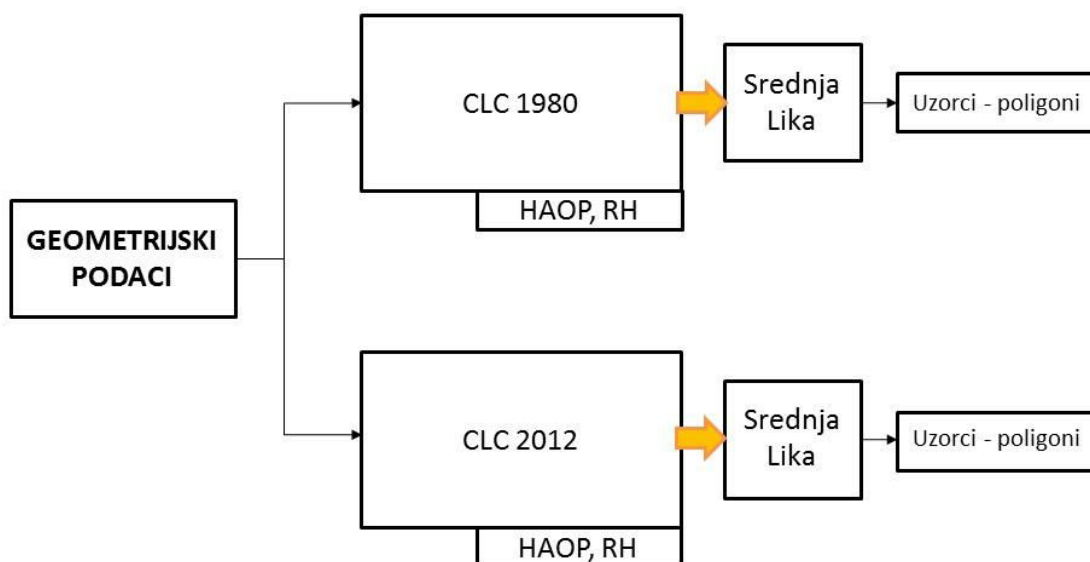 GEOMETRIJSKI
PODACI
CLC 1980
HAOP, RH
Srednja
Lika
Uzorci - poligoni
CLC 2012
HAOP, RH
Srednja
Lika
Uzorci - poligoni